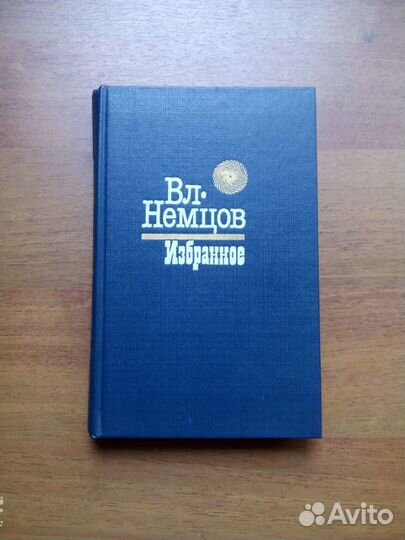 Вл.
Немцов
Избранное
Avito